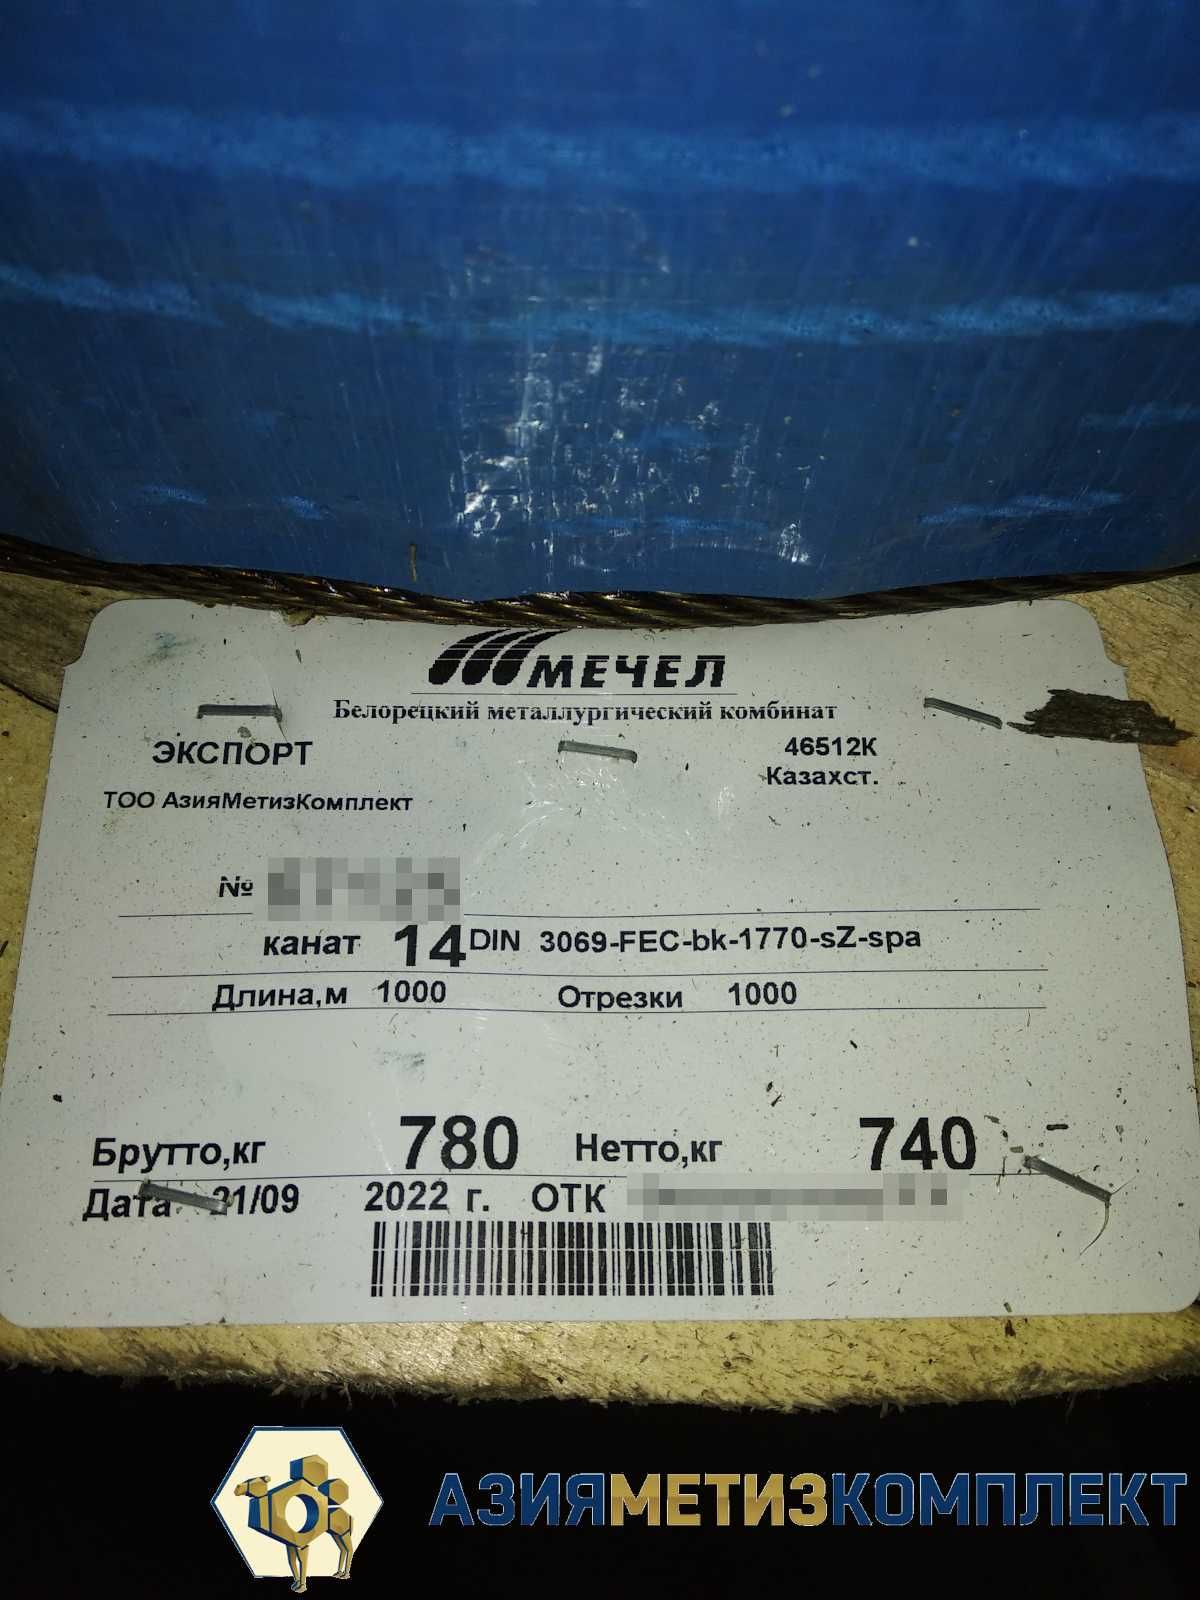 МЕЧЕЛ
Белорецкий металлургический комбинат
ЭКСПОРТ 46512К
Казахст.
ТОО АзияМетизКомплект
№
канат 14 DIN 3069-FEC-bk-1770-sZ-spa
Длина,м 1000 Отрезки 1000
Брутто,кг 780 Нетто,кг 740
Дата 21/09 2022 г. ОТК
АЗИЯМЕТИЗКОМПЛЕКТ